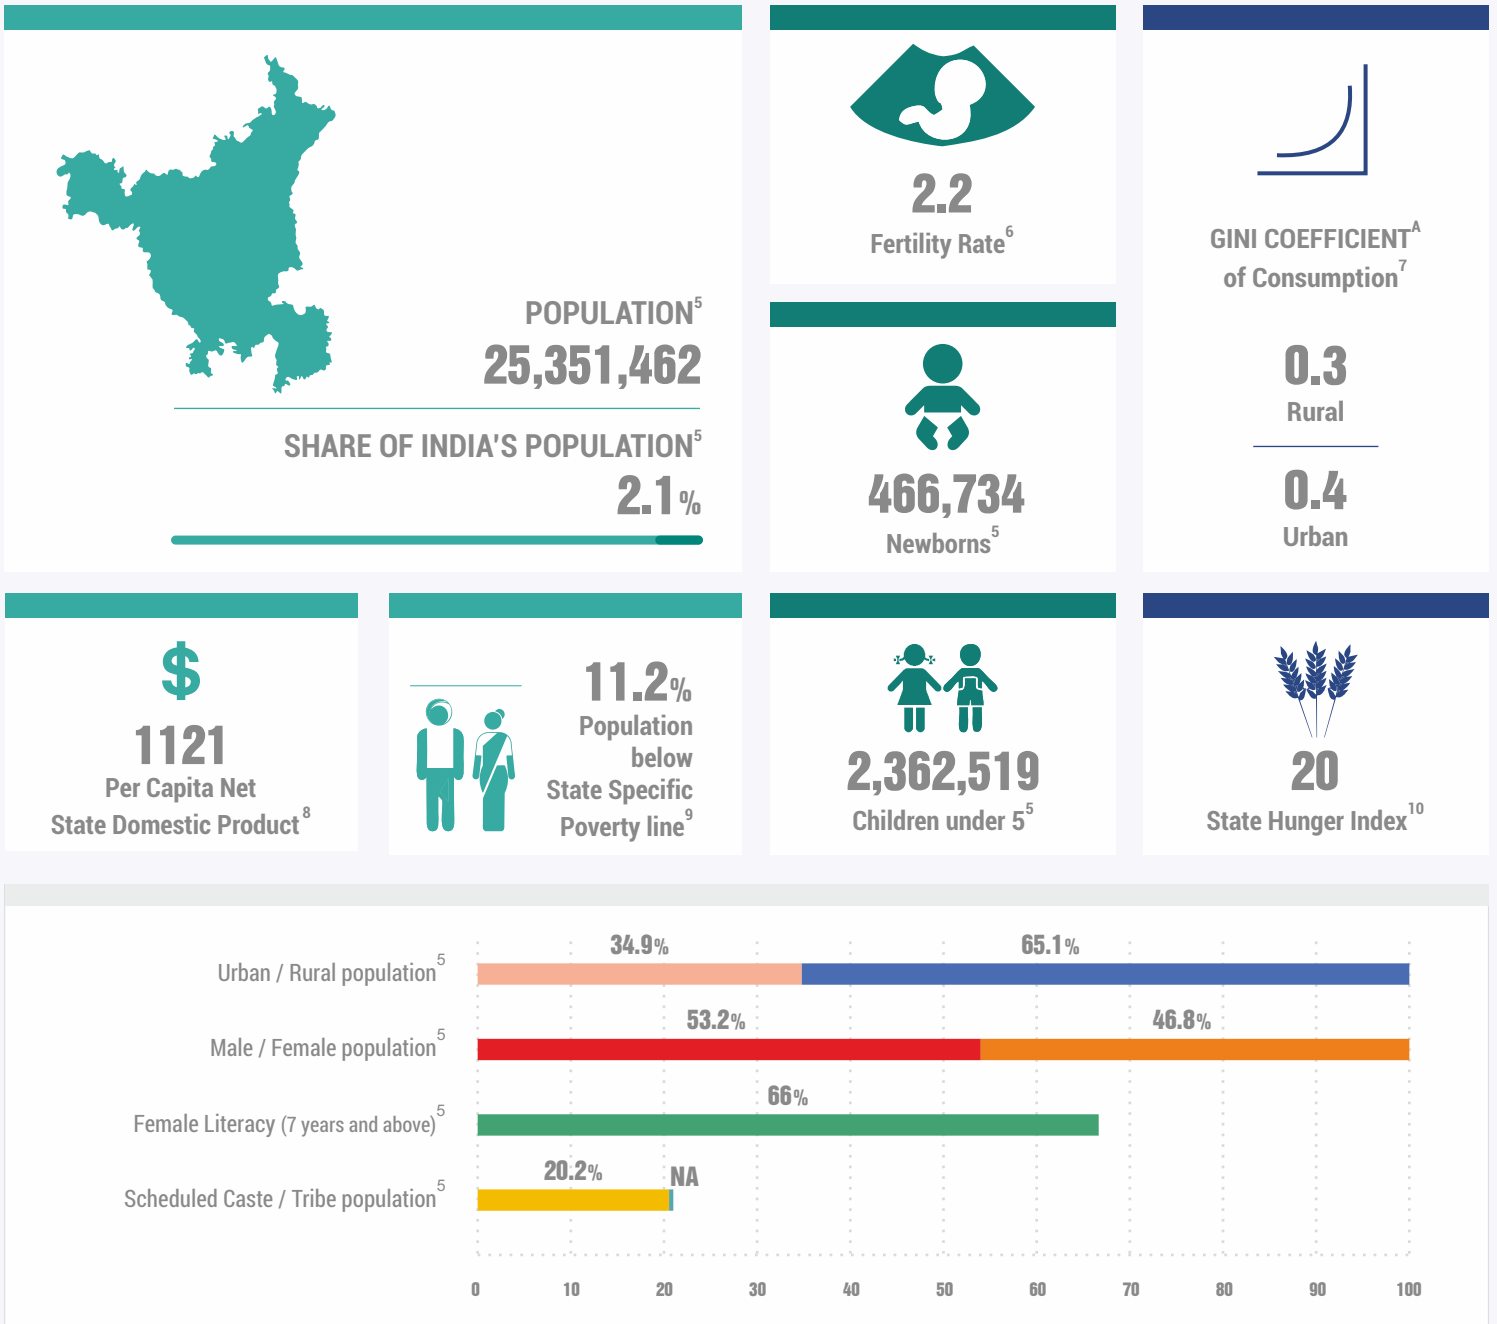 POPULATION5
25,351,462
SHARE OF INDIA'S POPULATION5
2.1%
2.2
Fertility Rate6
466,734
Newborns5
GINI COEFFICIENTA
of Consumption7
0.3
Rural
0.4
Urban
$
1121
Per Capita Net
State Domestic Product8
11.2%
Population
below
State Specific
Poverty line9
2,362,519
Children under 55
20
State Hunger Index10
34.9% 65.1%
Urban / Rural population5
53.2% 46.8%
Male / Female population5
66%
Female Literacy (7 years and above)5
20.2% NA
Scheduled Caste / Tribe population5
0 10 20 30 40 50 60 70 80 90 100